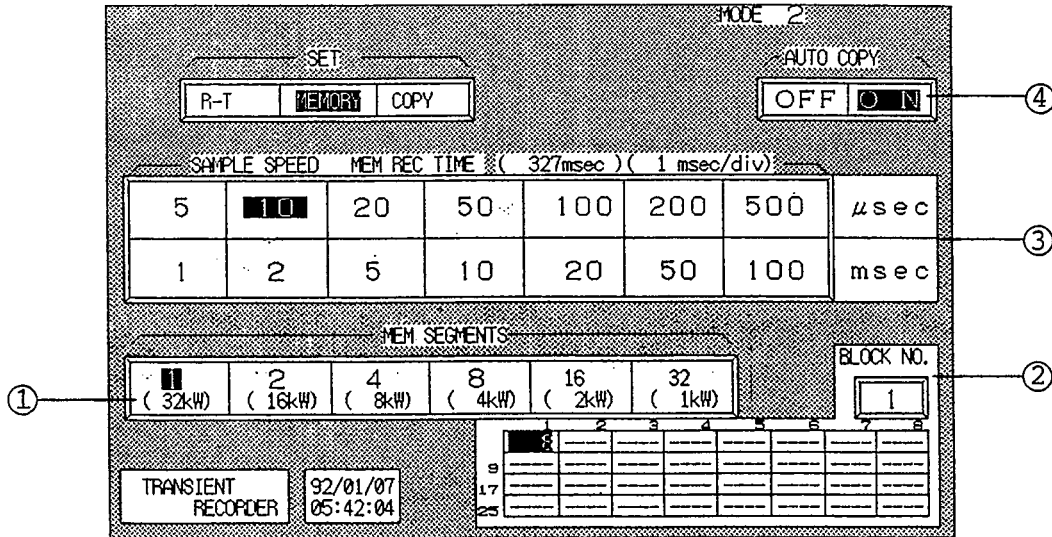 MODE 2
SET
AUTO COPY
R-T MEMORY COPY
OFF ON ④
SAMPLE SPEED MEM REC TIME ( 327msec )( 1 msec/div)
5 10 20 50 100 200 500 μsec
③
1 2 5 10 20 50 100 msec
MEM SEGMENTS
BLOCK NO.
②
1 2 4 8 16 32
① ( 32kW) ( 16kW) ( 8kW) ( 4kW) ( 2kW) ( 1kW)
1
1 2 3 4 5 6 7 8
---- ---- ---- ---- ---- ---- ----
9 ---- ---- ---- ---- ---- ---- ---- ----
17 ---- ---- ---- ---- ---- ---- ---- ----
25 ---- ---- ---- ---- ---- ---- ---- ----
TRANSIENT
RECORDER
92/01/07
05:42:04